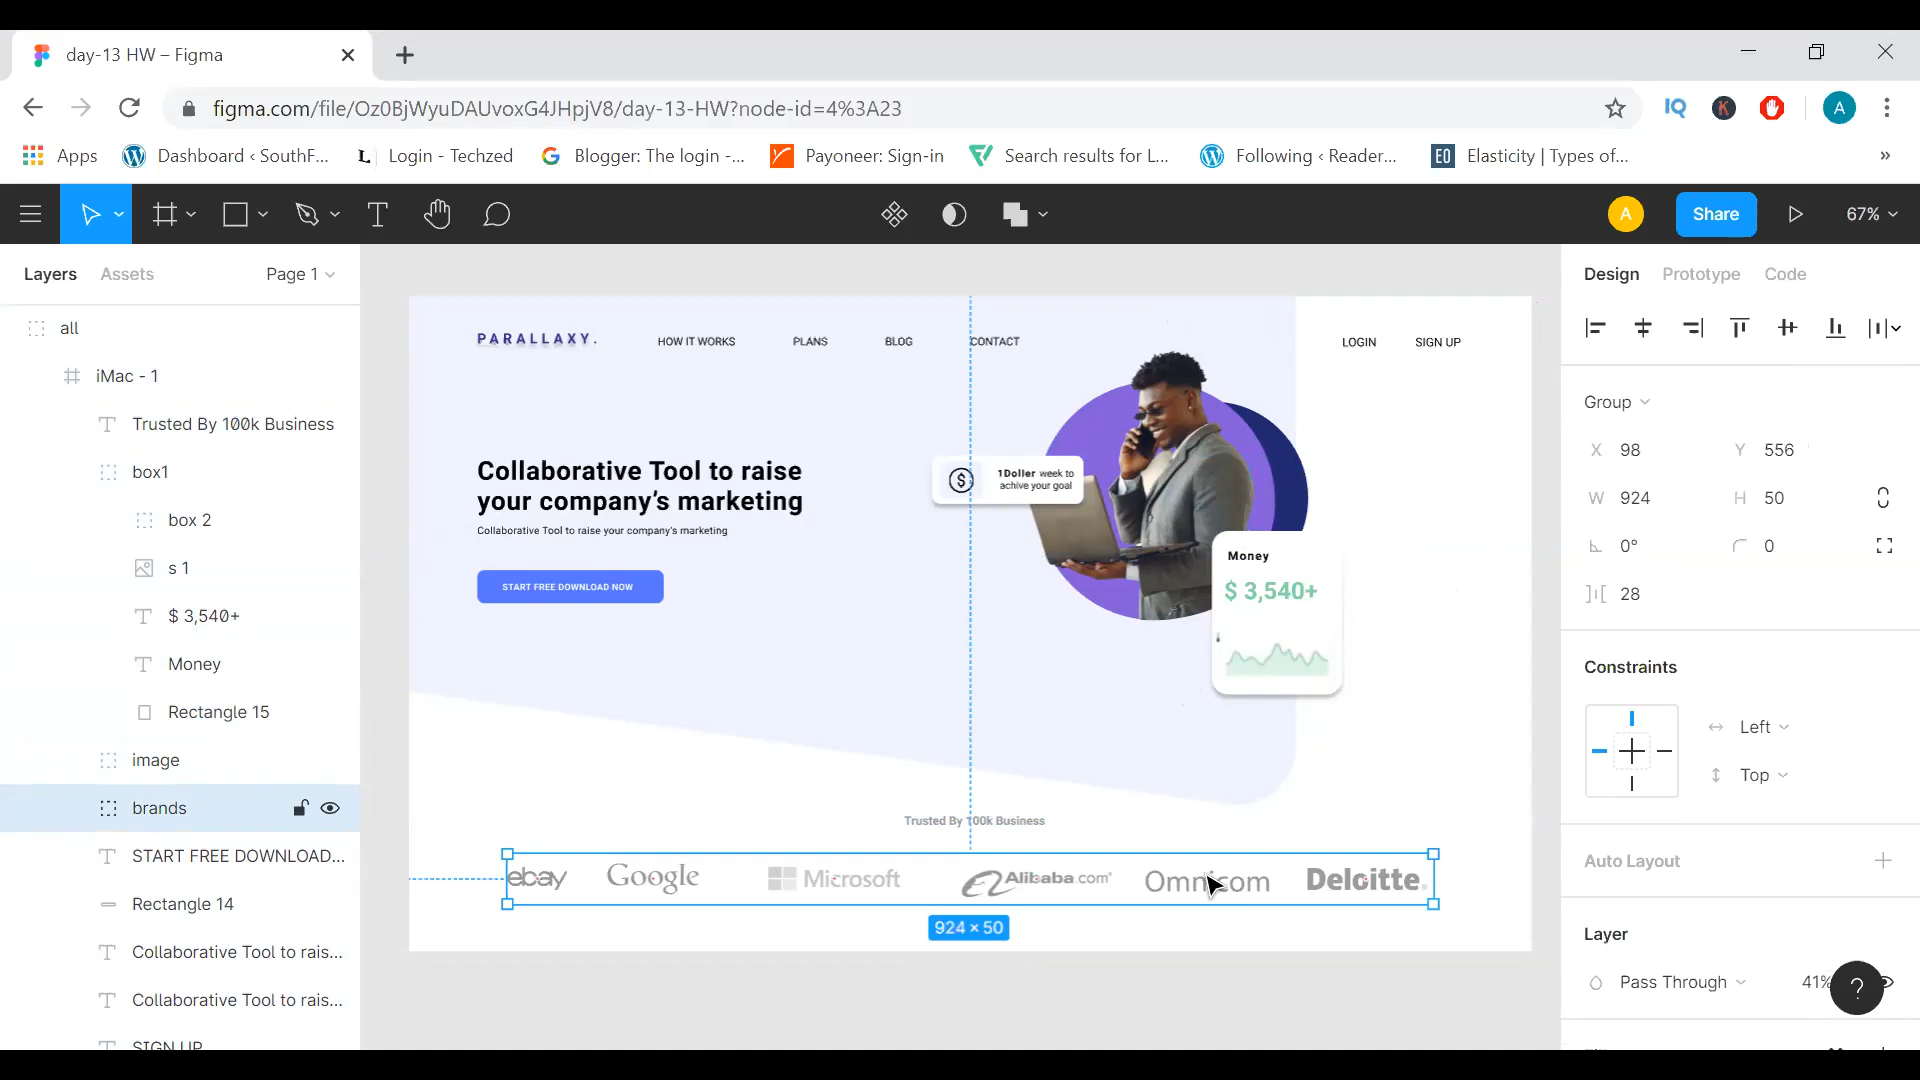 day-13 HW – Figma
figma.com/file/Oz0BjWyuDAUvoxG4JHpjV8/day-13-HW?node-id=4%3A23
IQ
K
A
Apps
Dashboard ‹ SouthF...
L
Login - Techzed
Blogger: The login -...
Payoneer: Sign-in
Search results for L...
Following ‹ Reader...
EO
Elasticity | Types of...
»
A
Share
67%
Layers
Assets
Page 1
Design
Prototype
Code
all
iMac - 1
Trusted By 100k Business
box1
box 2
s 1
$ 3,540+
Money
Rectangle 15
image
brands
START FREE DOWNLOAD...
Rectangle 14
Collaborative Tool to rais...
Collaborative Tool to rais...
SIGN UP
PARALLAXY.
HOW IT WORKS
PLANS
BLOG
CONTACT
LOGIN
SIGN UP
Collaborative Tool to raise
your company's marketing
Collaborative Tool to raise your company's marketing
START FREE DOWNLOAD NOW
$
1Doller week to
achive your goal
Money
$ 3,540+
Trusted By 100k Business
ebay
Google
Microsoft
Alibaba.com
Omnicom
Deloitte.
924 × 50
Group
X 98
Y 556
W 924
H 50
0°
0
28
Constraints
Left
Top
Auto Layout
Layer
Pass Through
41%
?